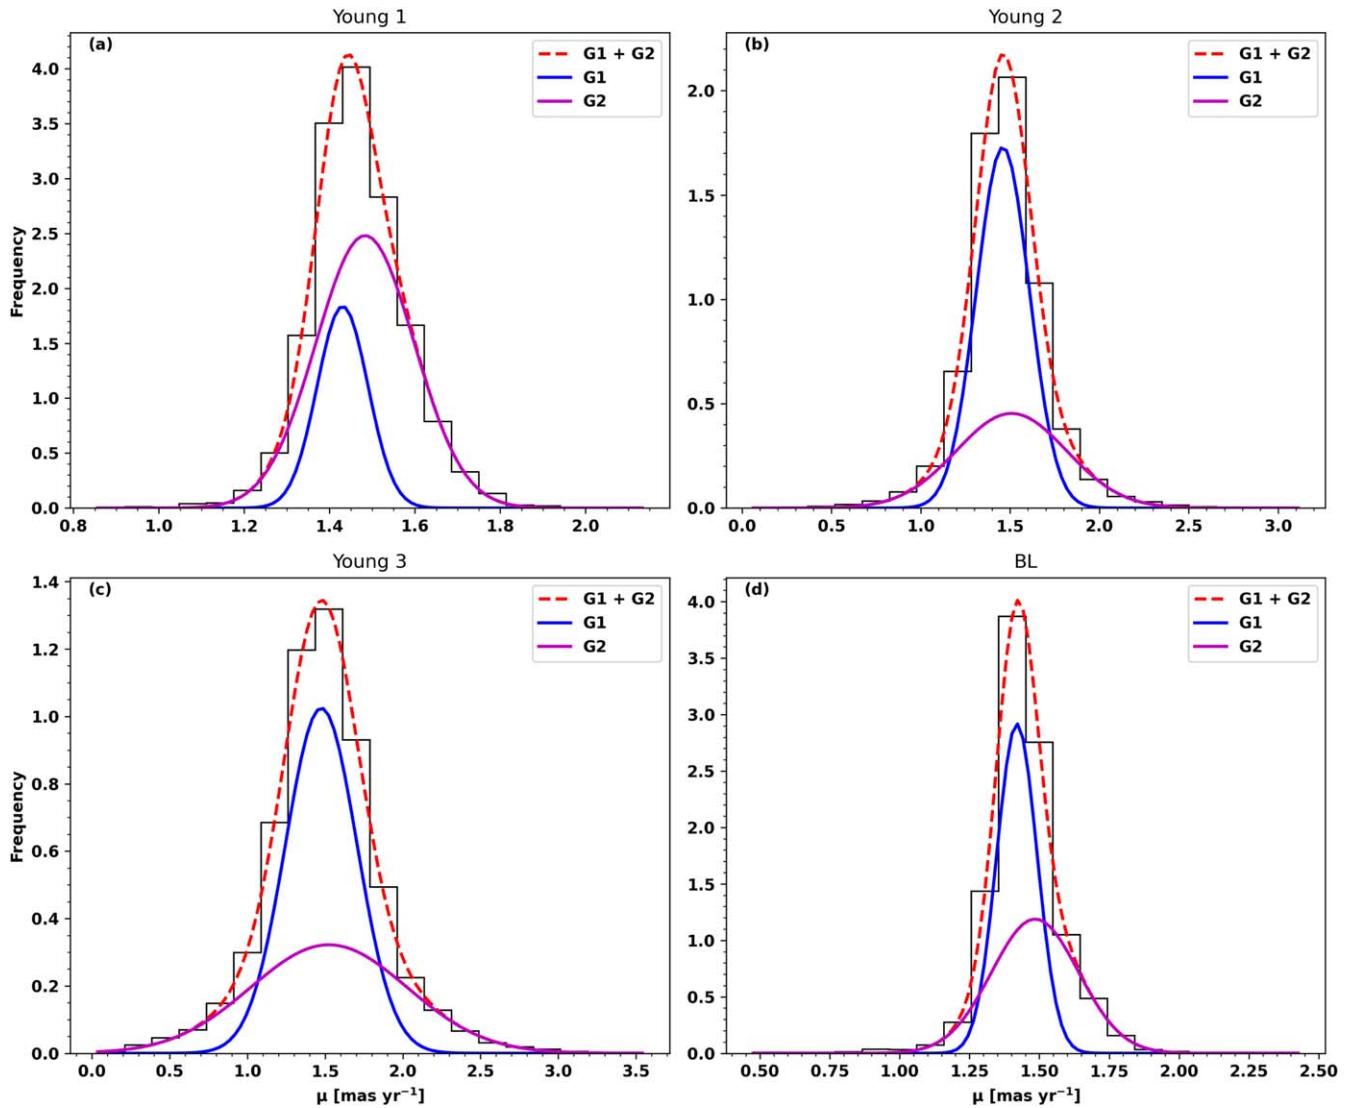 Young 1
(a)
G1 + G2
G1
G2
4.0
3.5
3.0
2.5
2.0
1.5
1.0
0.5
0.0
Frequency
0.8 1.0 1.2 1.4 1.6 1.8 2.0
Young 2
(b)
G1 + G2
G1
G2
2.0
1.5
1.0
0.5
0.0
0.0 0.5 1.0 1.5 2.0 2.5 3.0
Young 3
(c)
G1 + G2
G1
G2
1.4
1.2
1.0
0.8
0.6
0.4
0.2
0.0
Frequency
0.0 0.5 1.0 1.5 2.0 2.5 3.0 3.5
μ [mas yr⁻¹]
BL
(d)
G1 + G2
G1
G2
4.0
3.5
3.0
2.5
2.0
1.5
1.0
0.5
0.0
0.50 0.75 1.00 1.25 1.50 1.75 2.00 2.25 2.50
μ [mas yr⁻¹]